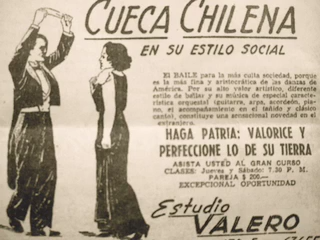 CUECA CHILENA
EN SU ESTILO SOCIAL
El BAILE para la más culta sociedad, porque
es la más fina y aristocrática de las danzas de
América. Por su alto valor artístico, diferente
estilo de bailes y su música de especial caracte-
rística orquestal (guitarra, arpa, acordeón, pia-
no, el acompañamiento en el tañido y clásico
canto), constituye una sensacional novedad en el
extranjero.
HAGA PATRIA: VALORICE Y
PERFECCIONE LO DE SU TIERRA
ASISTA USTED AL GRAN CURSO
CLASES: Jueves y Sábado: 7.30 P. M.
PAREJA $ 200.—
EXCEPCIONAL OPORTUNIDAD
Estudio
VALERO